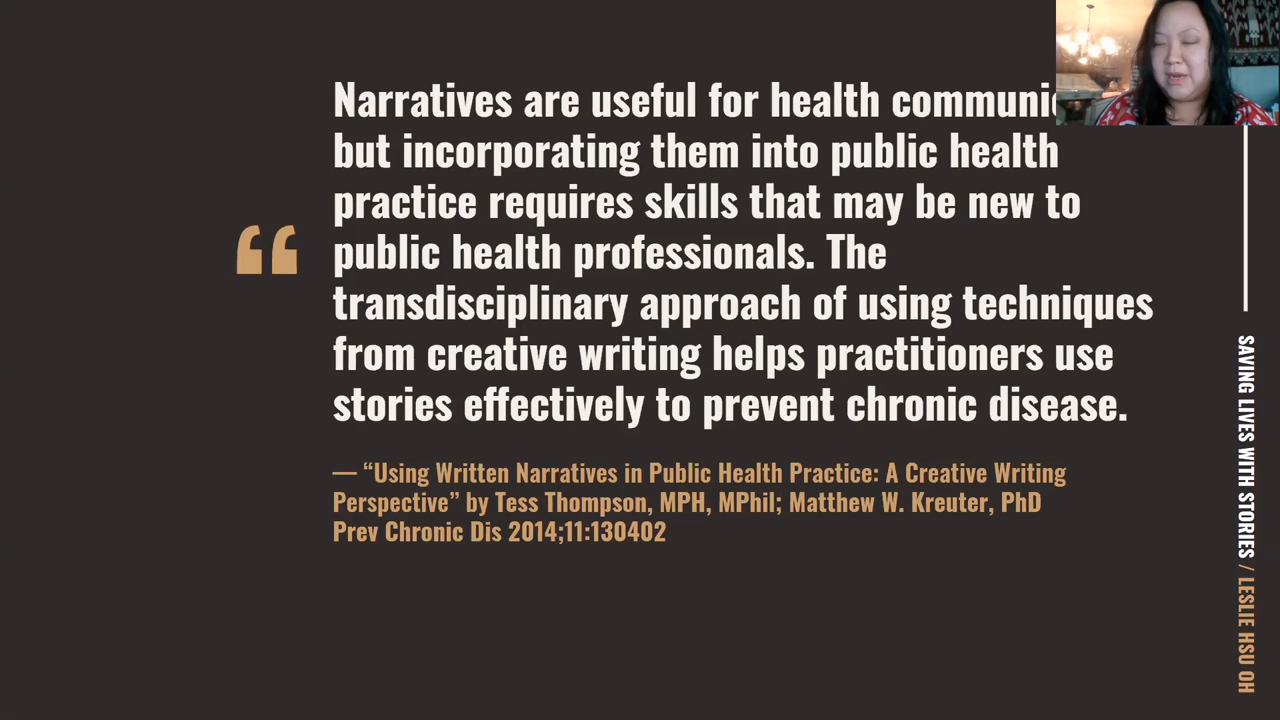 Narratives are useful for health
but incorporating them into public health
practice requires skills that may be new to
public health professionals. The
transdisciplinary approach of using techniques
from creative writing helps practitioners use
stories effectively to prevent chronic disease.
— “Using Written Narratives in Public Health Practice: A Creative Writing
Perspective” by Tess Thompson, MPH, MPhil; Matthew W. Kreuter, PhD
Prev Chronic Dis 2014;11:130402
SAVING LIVES WITH STORIES / LESLIE HSU OH